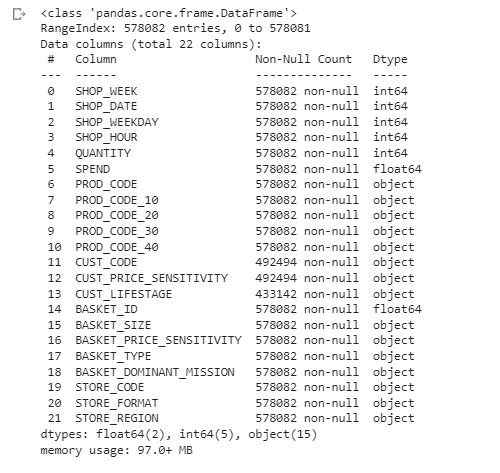 <class 'pandas.core.frame.DataFrame'>
RangeIndex: 578082 entries, 0 to 578081
Data columns (total 22 columns):
 #   Column                    Non-Null Count   Dtype
---  ------                    --------------   -----
 0   SHOP_WEEK                 578082 non-null  int64
 1   SHOP_DATE                 578082 non-null  int64
 2   SHOP_WEEKDAY              578082 non-null  int64
 3   SHOP_HOUR                 578082 non-null  int64
 4   QUANTITY                  578082 non-null  int64
 5   SPEND                     578082 non-null  float64
 6   PROD_CODE                 578082 non-null  object
 7   PROD_CODE_10              578082 non-null  object
 8   PROD_CODE_20              578082 non-null  object
 9   PROD_CODE_30              578082 non-null  object
 10  PROD_CODE_40              578082 non-null  object
 11  CUST_CODE                 492494 non-null  object
 12  CUST_PRICE_SENSITIVITY    492494 non-null  object
 13  CUST_LIFESTAGE            433142 non-null  object
 14  BASKET_ID                 578082 non-null  float64
 15  BASKET_SIZE               578082 non-null  object
 16  BASKET_PRICE_SENSITIVITY  578082 non-null  object
 17  BASKET_TYPE               578082 non-null  object
 18  BASKET_DOMINANT_MISSION   578082 non-null  object
 19  STORE_CODE                578082 non-null  object
 20  STORE_FORMAT              578082 non-null  object
 21  STORE_REGION              578082 non-null  object
dtypes: float64(2), int64(5), object(15)
memory usage: 97.0+ MB